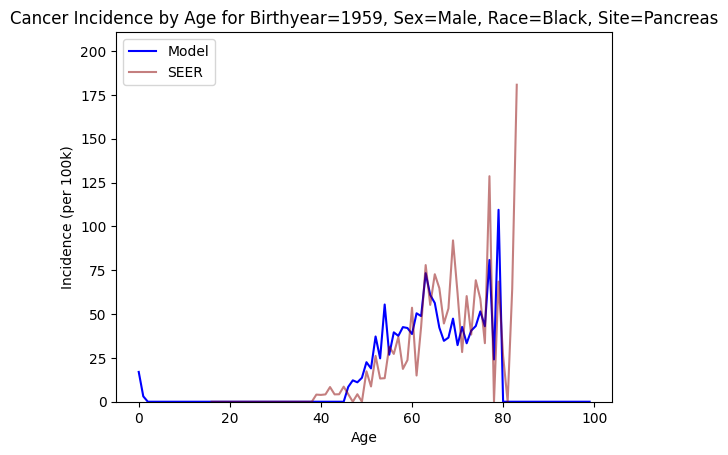 Cancer Incidence by Age for Birthyear=1959, Sex=Male, Race=Black, Site=Pancreas
Model
SEER
Incidence (per 100k)
200
175
150
125
100
75
50
25
0
0 20 40 60 80 100
Age